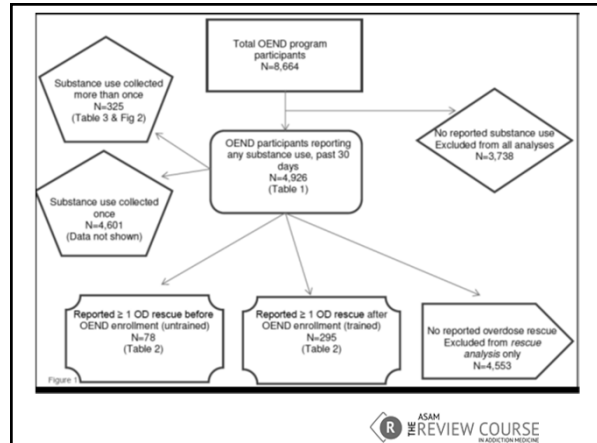 Total OEND program
participants
N=8,664
Substance use collected
more than once
N=325
(Table 3 & Fig 2)
No reported substance use
Excluded from all analyses
N=3,738
OEND participants reporting
any substance use, past 30
days
N=4,926
(Table 1)
Substance use collected
once
N=4,601
(Data not shown)
Reported ≥ 1 OD rescue before
OEND enrollment (untrained)
N=78
(Table 2)
Reported ≥ 1 OD rescue after
OEND enrollment (trained)
N=295
(Table 2)
No reported overdose rescue
Excluded from rescue
analysis only
N=4,553
Figure 1
R
THE ASAM
REVIEW COURSE
IN ADDICTION MEDICINE